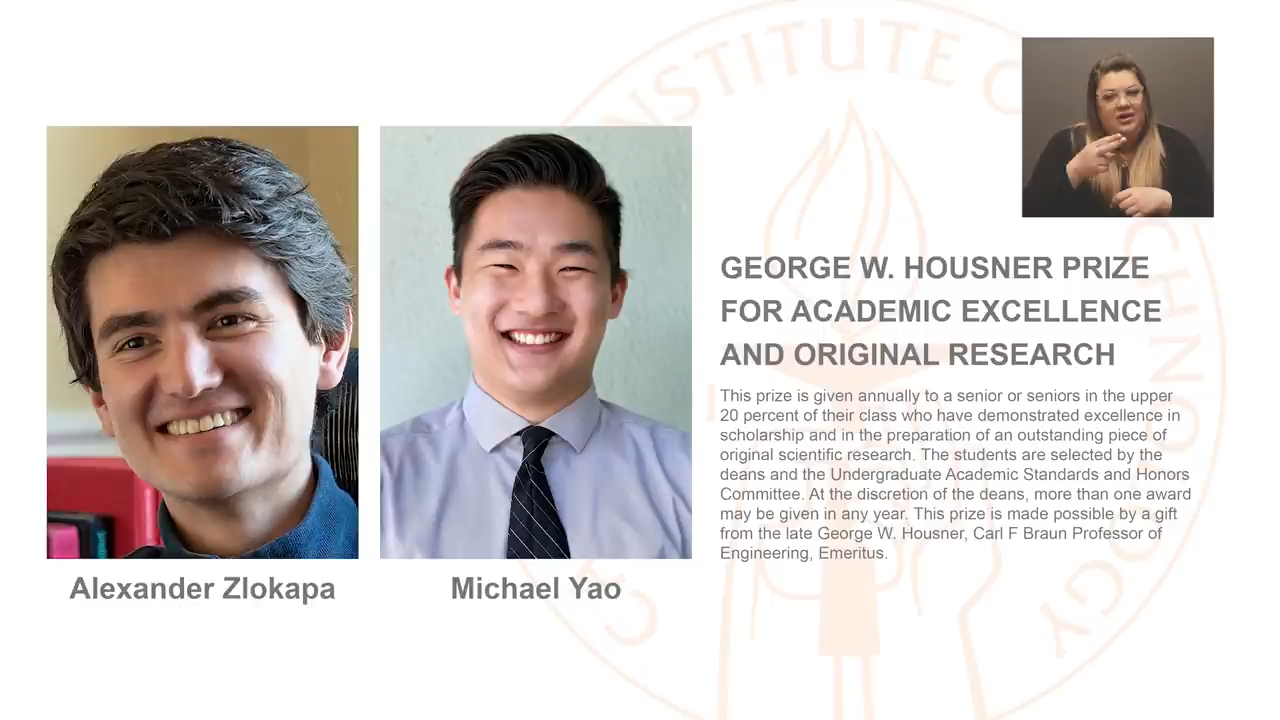 INSTITUTE O
CHNOLOGY
C
GEORGE W. HOUSNER PRIZE
FOR ACADEMIC EXCELLENCE
AND ORIGINAL RESEARCH
This prize is given annually to a senior or seniors in the upper
20 percent of their class who have demonstrated excellence in
scholarship and in the preparation of an outstanding piece of
original scientific research. The students are selected by the
deans and the Undergraduate Academic Standards and Honors
Committee. At the discretion of the deans, more than one award
may be given in any year. This prize is made possible by a gift
from the late George W. Housner, Carl F Braun Professor of
Engineering, Emeritus.
Alexander Zlokapa
Michael Yao